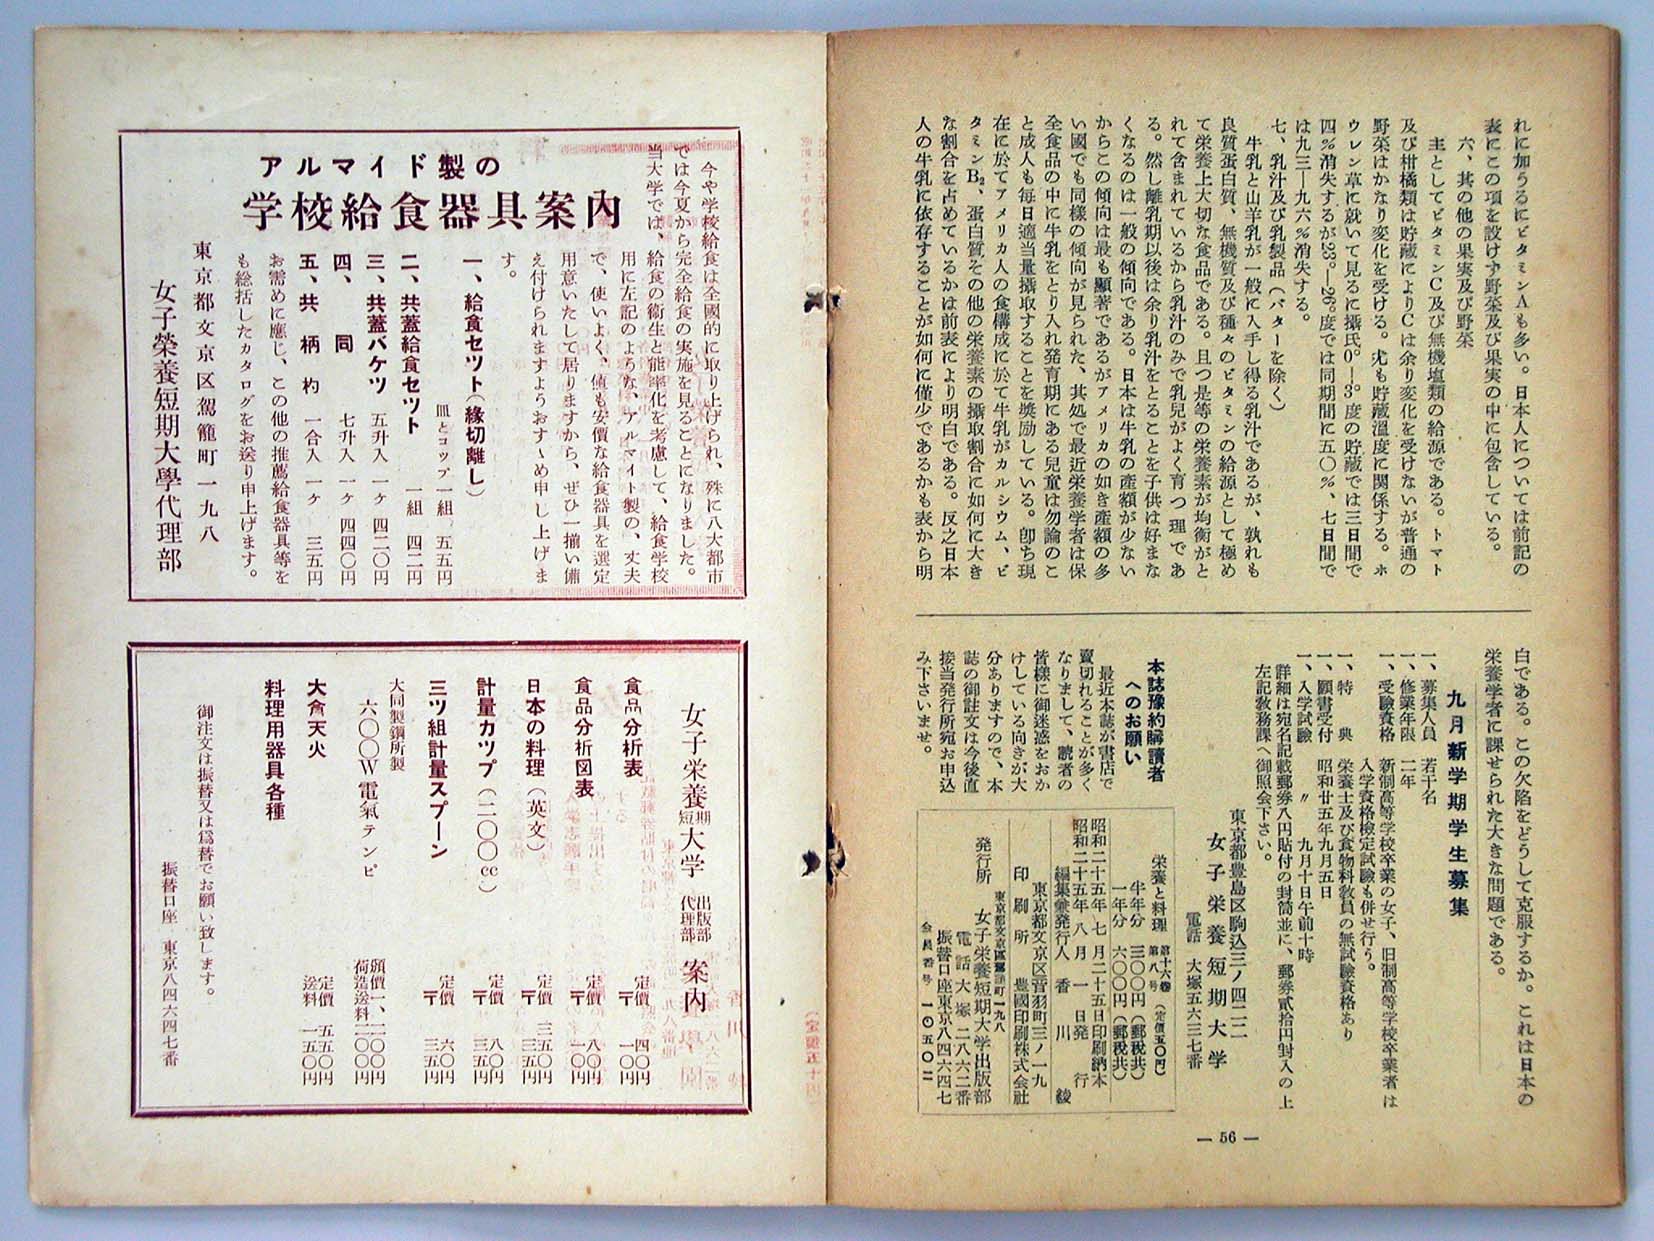 れに加うるにビタミンAも多い。日本人については前記の
表にこの項を設けず野菜及び果実の中に包含している。
六、其の他の果実及び野菜
主としてビタミンC及び無機塩類の給源である。トマト
及び柑橘類は貯蔵によりCは余り変化を受けないが普通の
野菜はかなり変化を受ける。尤も貯蔵溫度に関係する。ホ
ウレン草に就いて見るに攝氏0°—3°度の貯蔵では三日間で
四％消失するが23°—26°度では同期間に五〇％、七日間で
は九三—九六％消失する。
七、乳汁及び乳製品（バターを除く）
牛乳と山羊乳が一般に入手し得る乳汁であるが、孰れも
良質蛋白質、無機質及び種々のビタミンの給源として極め
て栄養上大切な食品である。且つ是等の栄養素が均衡がと
れて含まれているから乳汁のみで乳児がよく育つ理であ
る。然し離乳期以後は余り乳汁をとることを子供は好まな
くなるのは一般の傾向である。日本は牛乳の産額が少ない
からこの傾向は最も顕著であるがアメリカの如き産額の多
い國でも同樣の傾向が見られた、其処で最近栄養学者は保
全食品の中に牛乳をとり入れ発育期にある兒童は勿論のこ
と成人も毎日適当量攝取することを奬励している。卽ち現
在に於てアメリカ人の食構成に於て牛乳がカルシウム、ビ
タミンB₂、蛋白質その他の栄養素の攝取割合に如何に大き
な割合を占めているかは前表により明白である。反之日本
人の牛乳に依存することが如何に僅少であるかも表から明
白である。この欠陥をどうして克服するか。これは日本の
栄養学者に課せられた大きな問題である。
九月新学期学生募集
一、募集人員　若干名
一、修業年限　二年
一、受驗資格　新制高等学校卒業の女子、旧制高等学校卒業者は
入学資格檢定試驗も併せ行う。
一、特典　栄養士及び食物科敎員の無試驗資格あり
一、願書受付　昭和廿五年九月五日
一、入学試驗　〃　九月十日午前十時
詳細は宛名記載郵券八円貼付の封筒並に、郵券貳拾円封入の上
左記敎務課へ御照会下さい。
東京都豊島区駒込三ノ四二二
女子栄養短期大学
電話　大塚五六三七番
本誌豫約購讀者
へのお願い
最近本誌が書店で
賣切れることが多く
なりまして、読者の
皆様に御迷惑をおか
けしている向きが大
分ありますので、本
誌の御註文は今後直
接当発行所宛お申込
み下さいませ。
栄養と料理　第十六巻　第八号　（定價五〇円）
半年分　三〇〇円（郵税共）
一年分　六〇〇円（郵税共）
昭和二十五年七月二十五日印刷納本
昭和二十五年八月一日発行
編集兼発行人　香川綾
東京都文京区音羽町三ノ一九
印刷所　豊國印刷株式会社
東京都文京區駕籠町一九八
発行所　女子栄養短期大学出版部
電話大塚二八六二番
振替口座東京八四六四七
会員番号　一〇五〇二
— 56 —
アルマイド製の
学校給食器具案內
今や学校給食は全國的に取り上げられ、殊に八大都市
では今夏から完全給食の実施を見ることになりました。
当大学では、給食の衛生と能率化を考慮して、給食学校
用に左記のような、アルマイト製の、丈夫
で、使いよく、値も安價な給食器具を選定
用意いたして居りますから、ぜひ一揃い備
え付けられますようおすゝめ申し上げま
す。
一、給食セツト（緣切離し）
皿とコップ一組　五五円
二、共蓋給食セツト　一組　四二円
三、共蓋バケツ　五升入　一ケ　四二〇円
四、同　七升入　一ケ　四四〇円
五、共柄杓　一合入　一ケ　三五円
お需めに應じ、この他の推薦給食器具等を
も総括したカタログをお送り申上げます。
東京都文京区駕籠町一九八
女子榮養短期大學代理部
女子栄養短期大学　出版部　代理部　案内
食品分析表　定價　四〇円　〒　一〇円
食品分析図表　定價　八〇円　〒　一〇円
日本の料理（英文）　定價　三五〇円　〒　三五円
計量カツプ（二〇〇cc）　定價　八〇円　〒　三五円
三ツ組計量スプーン　定價　六〇円　〒　三五円
大同製鋼所製
六〇〇W電氣テンピ　頒價一、二〇〇円　荷造送料二〇〇円
大倉天火　定價　五五〇円　送料　一五〇円
料理用器具各種
御注文は振替又は爲替でお願い致します。
振替口座　東京八四六四七番